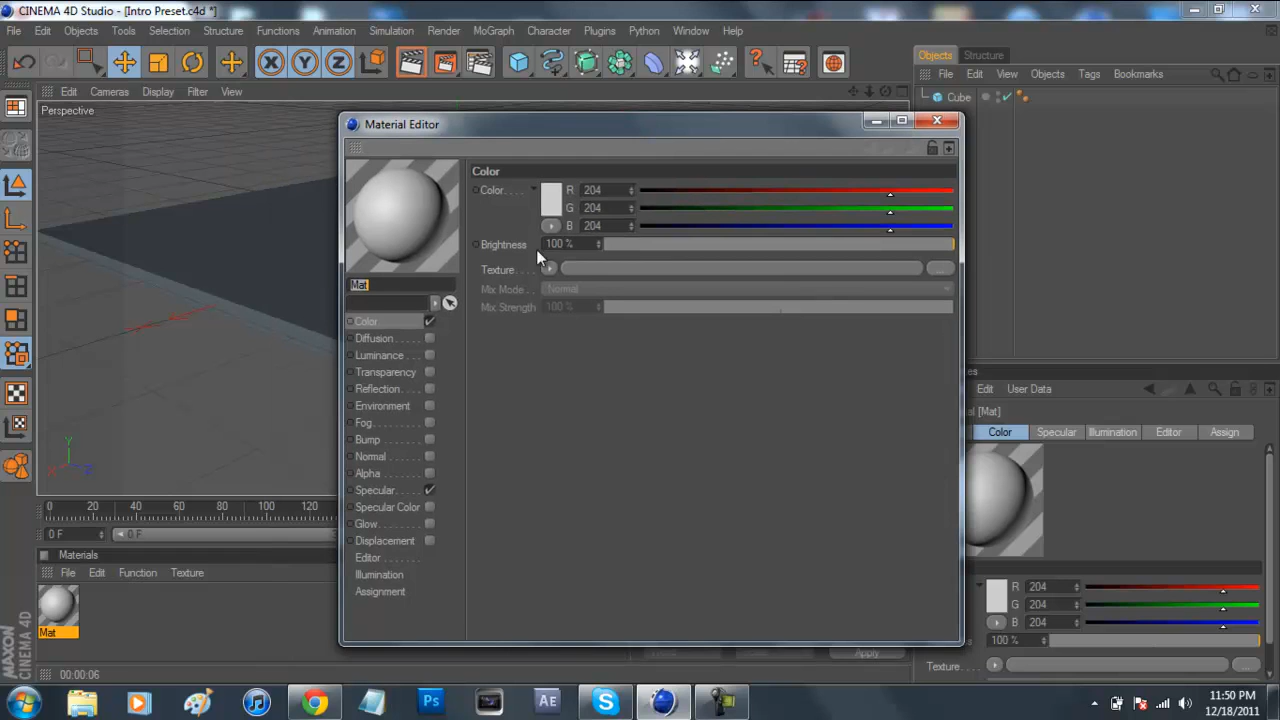 CINEMA 4D Studio - [Intro Preset.c4d *]
File Edit Objects Tools Selection Structure Functions Animation Simulation Render MoGraph Character Plugins Python Window Help
Objects Structure
Edit Cameras Display Filter View
File Edit View Objects Tags Bookmarks
Perspective
Cube
Material Editor
Color
Color. . . .
R 204
G 204
B 204
Brightness 100 %
Texture. . . .
Mix Mode. . Normal
Mix Strength 100 %
Mat
Color
Diffusion
Luminance
Transparency
Reflection
Environment
Fog
Bump
Normal
Alpha
Specular
Specular Color
Glow
Displacement
Editor
Illumination
Assignment
Edit User Data
[Mat]
Color Specular Illumination Editor Assign
R 204
G 204
B 204
100 %
Texture. . . .
Y
X Z
0 20 40 60 80 100 120
0 F 0 F
Materials
File Edit Function Texture
Mat
MAXON
CINEMA 4D
00:00:06
Apply
Ps
Ae
11:50 PM
12/18/2011